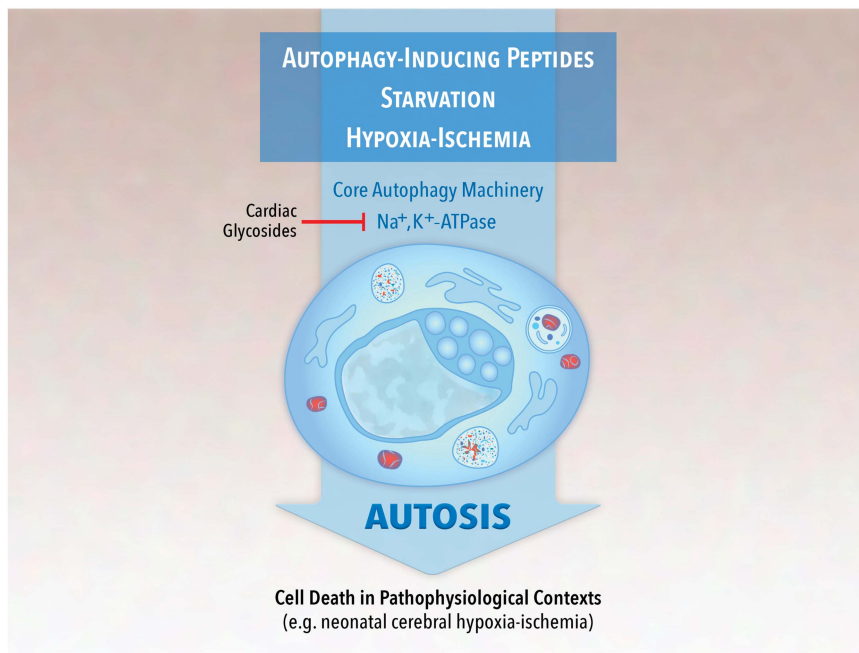 AUTOPHAGY-INDUCING PEPTIDES
STARVATION
HYPOXIA-ISCHEMIA
Core Autophagy Machinery
Cardiac
Glycosides
Na⁺,K⁺-ATPase
AUTOSIS
Cell Death in Pathophysiological Contexts
(e.g. neonatal cerebral hypoxia-ischemia)